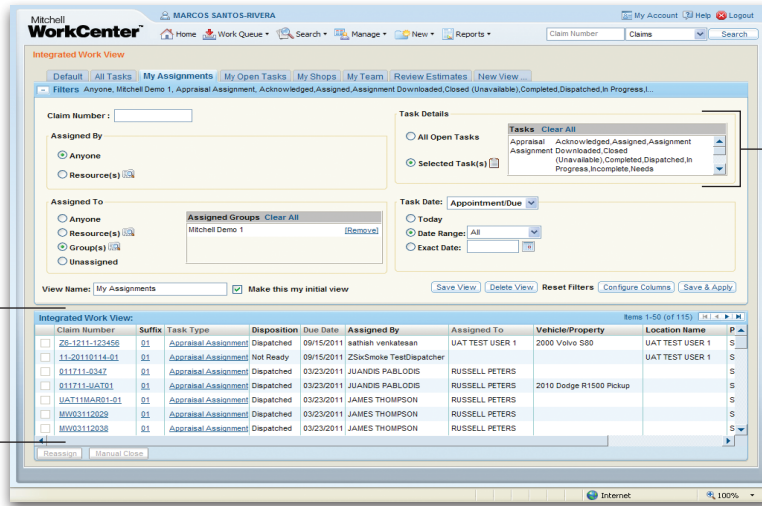 Mitchell
WorkCenter™
MARCOS SANTOS-RIVERA
My Account Help Logout
Home Work Queue Search Manage New Reports Claim Number Claims Search
Integrated Work View
Default All Tasks My Assignments My Open Tasks My Shops My Team Review Estimates New View ...
Filters Anyone, Mitchell Demo 1, Appraisal Assignment, Acknowledged,Assigned,Assignment Downloaded,Closed (Unavailable),Completed,Dispatched,In Progress,I...
Claim Number :
Assigned By
Anyone
Resource(s)
Task Details
All Open Tasks
Selected Task(s)
Tasks Clear All
Appraisal Acknowledged,Assigned,Assignment
Assignment Downloaded,Closed
(Unavailable),Completed,Dispatched,In
Progress,Incomplete,Needs
Assigned To
Anyone
Resource(s)
Group(s)
Unassigned
Assigned Groups Clear All
Mitchell Demo 1 [Remove]
Task Date: Appointment/Due
Today
Date Range: All
Exact Date:
View Name: My Assignments Make this my initial view Save View Delete View Reset Filters Configure Columns Save & Apply
Integrated Work View: Items 1-50 (of 115)
Claim Number Suffix Task Type Disposition Due Date Assigned By Assigned To Vehicle/Property Location Name P
Z6-1211-123456 01 Appraisal Assignment Dispatched 09/15/2011 sathish venkatesan UAT TEST USER 1 2000 Volvo S80 UAT TEST USER 1 S
11-20110114-01 01 Appraisal Assignment Not Ready 09/15/2011 ZSixSmoke TestDispatcher UAT TEST USER 1 S
011711-0347 01 Appraisal Assignment Dispatched 03/23/2011 JUANDIS PABLODIS RUSSELL PETERS S
011711-UAT01 01 Appraisal Assignment Dispatched 03/23/2011 JUANDIS PABLODIS RUSSELL PETERS 2010 Dodge R1500 Pickup S
UAT11MAR01-01 01 Appraisal Assignment Dispatched 03/23/2011 JAMES THOMPSON RUSSELL PETERS S
MW03112029 01 Appraisal Assignment Dispatched 03/23/2011 JAMES THOMPSON RUSSELL PETERS S
MW03112038 01 Appraisal Assignment Dispatched 03/23/2011 JAMES THOMPSON RUSSELL PETERS S
Reassign Manual Close
Internet 100%